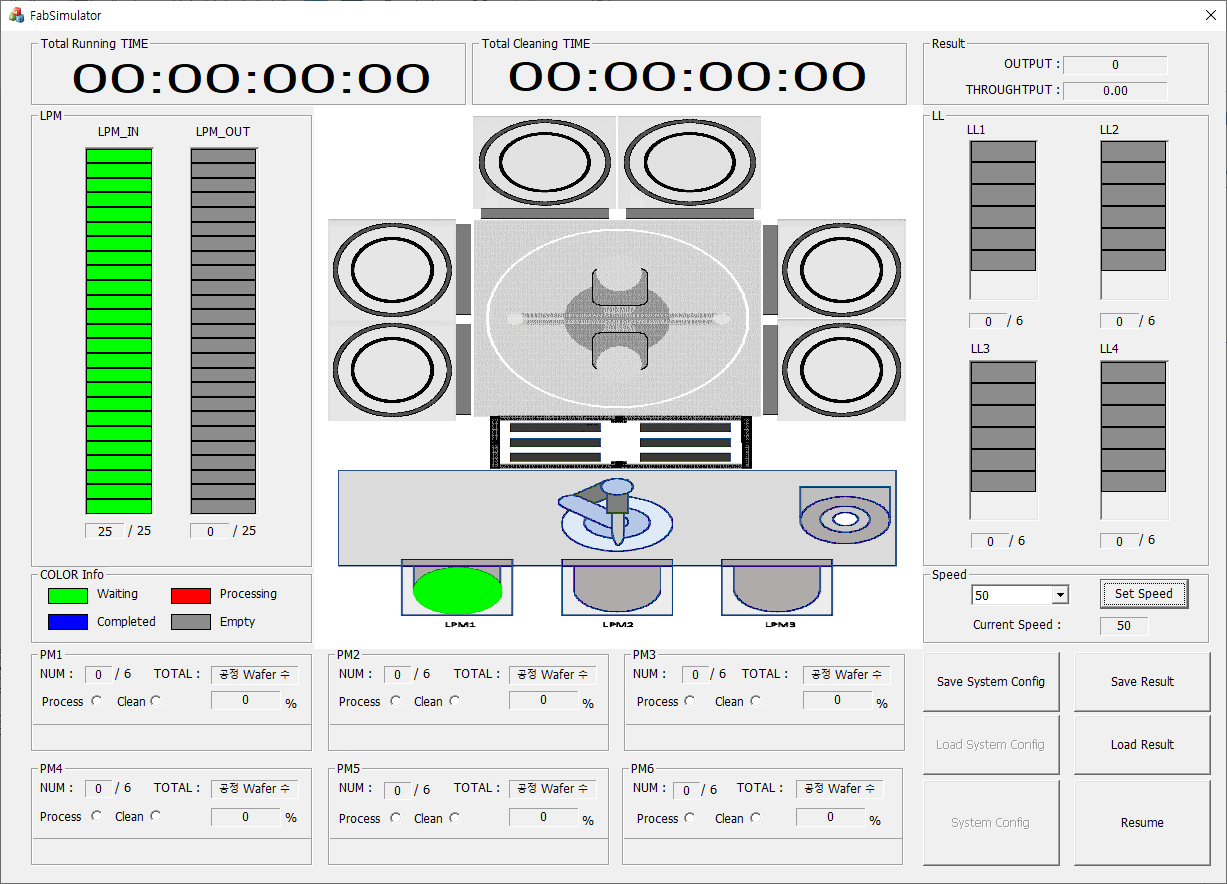 FabSimulator
Total Running TIME
00:00:00:00
Total Cleaning TIME
00:00:00:00
Result
OUTPUT : 0
THROUGHTPUT : 0.00
LPM
LPM_IN LPM_OUT
25 / 25 0 / 25
LL
LL1 LL2
0 / 6 0 / 6
LL3 LL4
0 / 6 0 / 6
LPM1 LPM2 LPM3
COLOR Info
Waiting Processing
Completed Empty
Speed
50 Set Speed
Current Speed : 50
PM1
NUM : 0 / 6 TOTAL : 공정 Wafer 수
Process Clean 0 %
PM2
NUM : 0 / 6 TOTAL : 공정 Wafer 수
Process Clean 0 %
PM3
NUM : 0 / 6 TOTAL : 공정 Wafer 수
Process Clean 0 %
PM4
NUM : 0 / 6 TOTAL : 공정 Wafer 수
Process Clean 0 %
PM5
NUM : 0 / 6 TOTAL : 공정 Wafer 수
Process Clean 0 %
PM6
NUM : 0 / 6 TOTAL : 공정 Wafer 수
Process Clean 0 %
Save System Config Save Result
Load System Config Load Result
System Config Resume